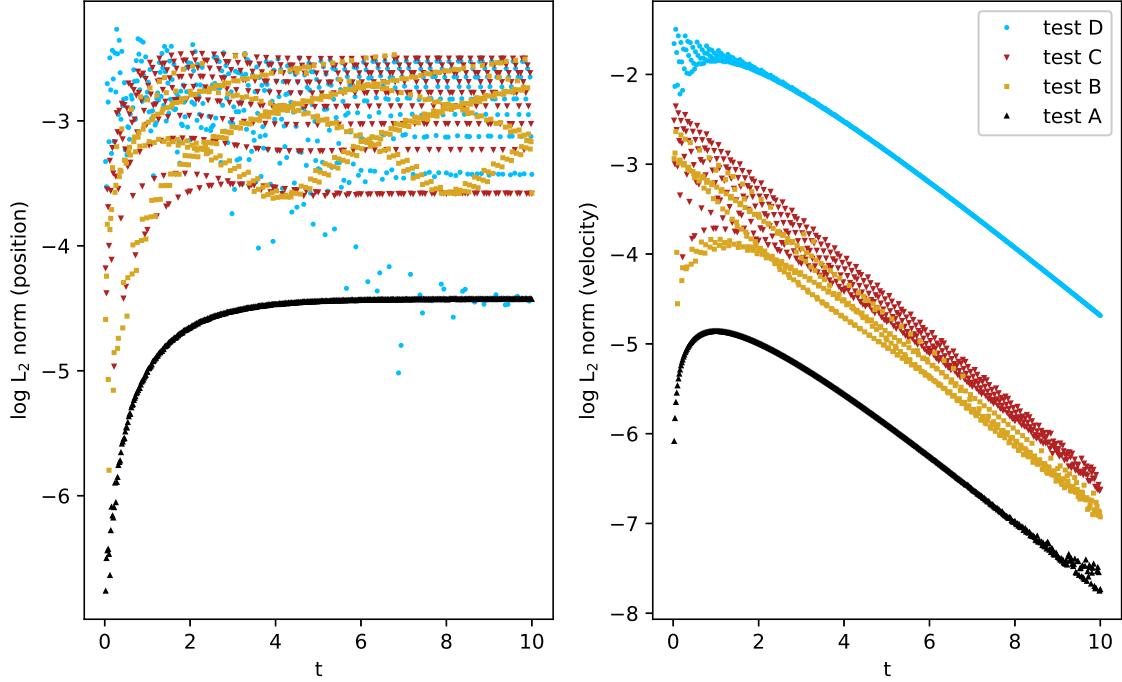 log L₂ norm (position)
−3
−4
−5
−6
0 2 4 6 8 10
t
log L₂ norm (velocity)
−2
−3
−4
−5
−6
−7
−8
0 2 4 6 8 10
t
test D
test C
test B
test A